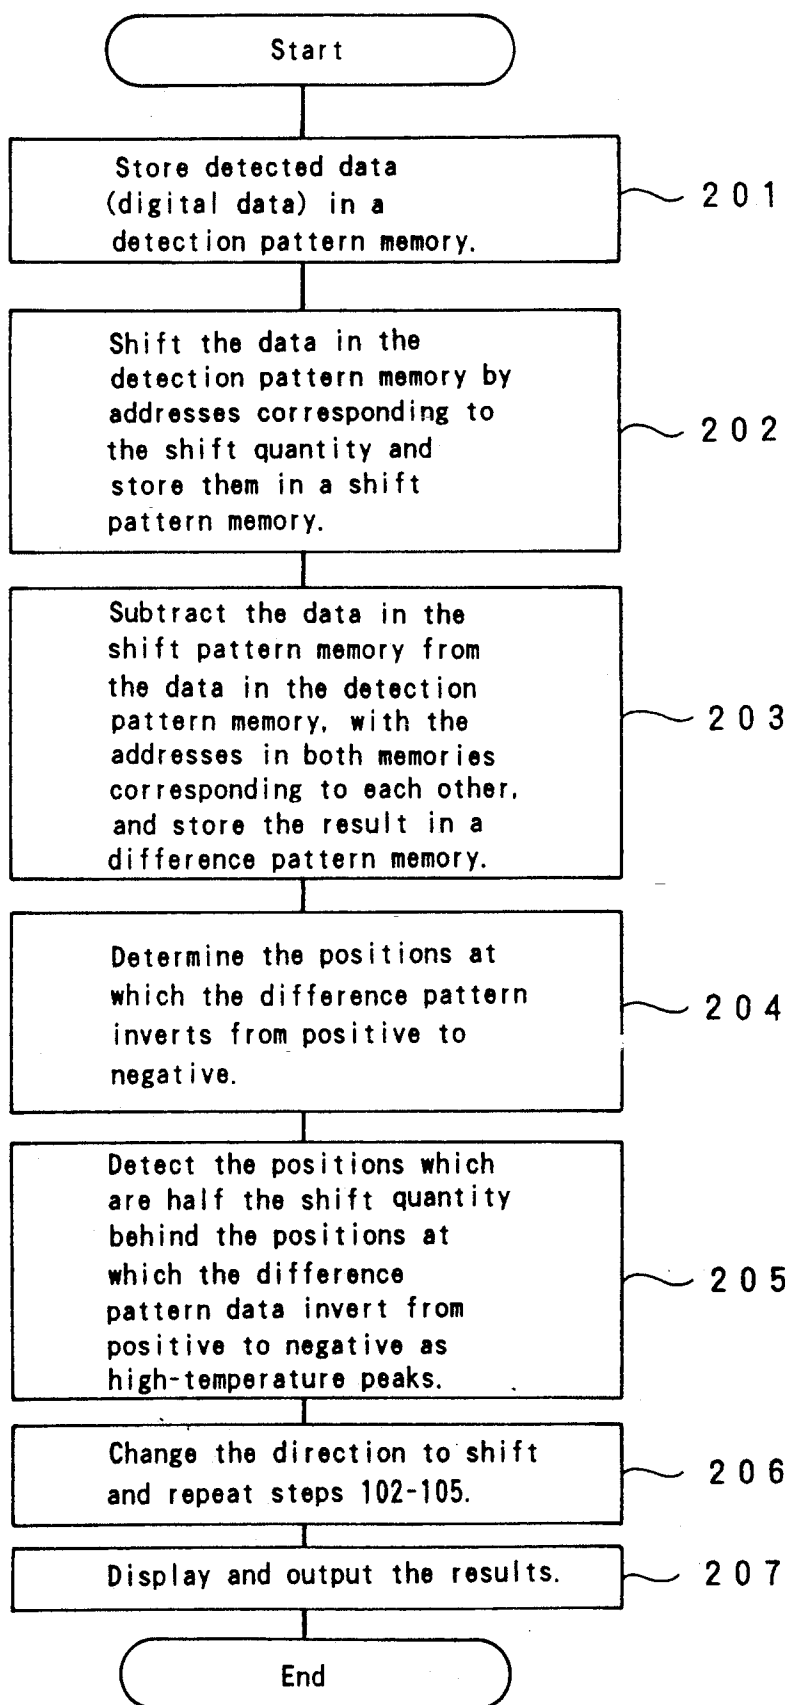 Start
Store detected data
(digital data) in a
detection pattern memory.
201
Shift the data in the
detection pattern memory by
addresses corresponding to
the shift quantity and
store them in a shift
pattern memory.
202
Subtract the data in the
shift pattern memory from
the data in the detection
pattern memory, with the
addresses in both memories
corresponding to each other,
and store the result in a
difference pattern memory.
203
Determine the positions at
which the difference pattern
inverts from positive to
negative.
204
Detect the positions which
are half the shift quantity
behind the positions at
which the difference
pattern data invert from
positive to negative as
high-temperature peaks.
205
Change the direction to shift
and repeat steps 102-105.
206
Display and output the results.
207
End